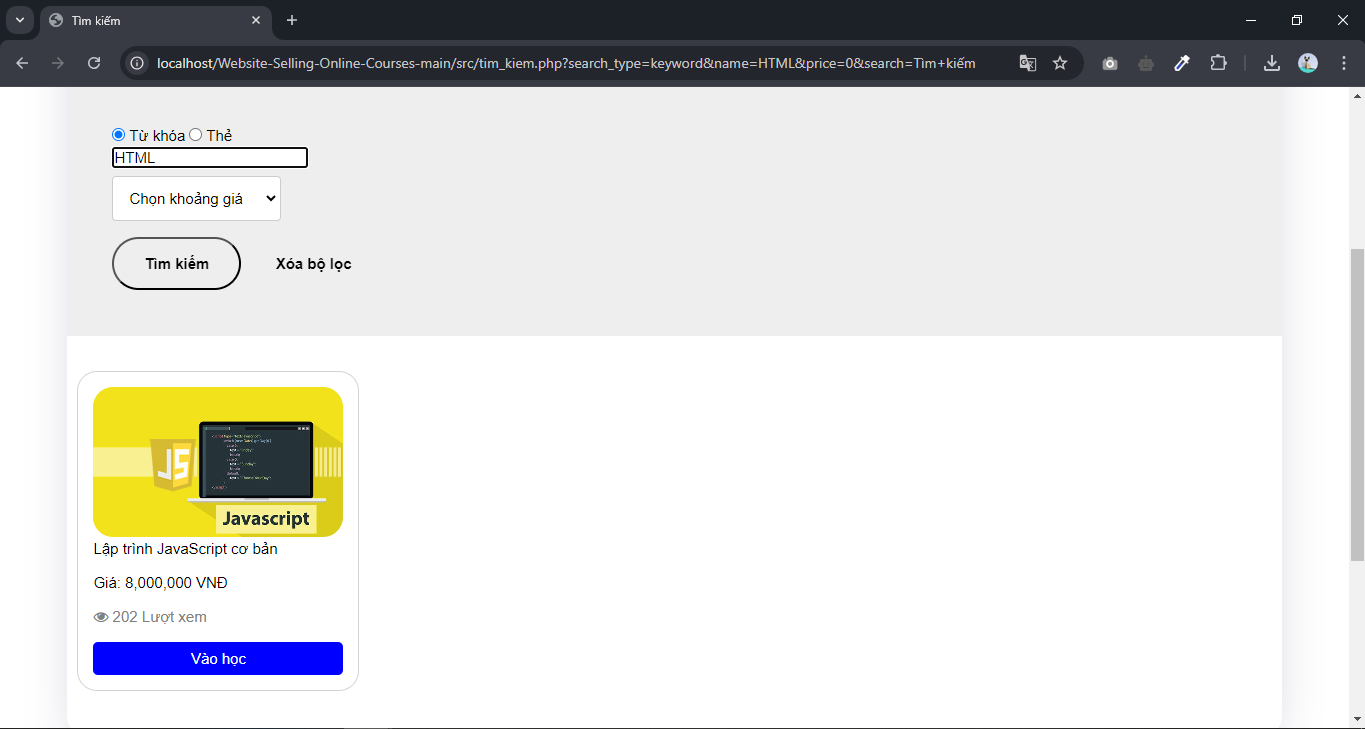 Tìm kiếm
localhost/Website-Selling-Online-Courses-main/src/tim_kiem.php?search_type=keyword&name=HTML&price=0&search=Tìm+kiếm
Từ khóa Thẻ
HTML
Chọn khoảng giá
Tìm kiếm Xóa bộ lọc
JS
Javascript
Lập trình JavaScript cơ bản
Giá: 8,000,000 VNĐ
202 Lượt xem
Vào học